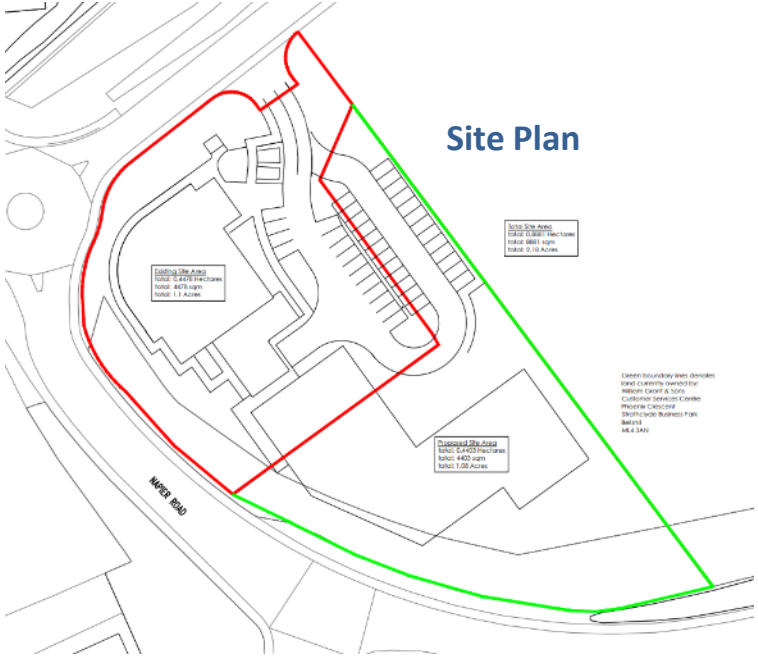 Site Plan
Total Site Area
total: 0.8881 Hectares
total: 8881 sqm
total: 2.18 Acres
Existing Site Area
total: 0.4478 Hectares
total: 4478 sqm
total: 1.1 Acres
Green boundary lines denotes
land currently owned by:
William Grant & Sons
Customer Services Centre
Phoenix Crescent
Strathclyde Business Park
Bellshill
ML4 3AN
Proposed Site Area
total: 0.4403 Hectares
total: 4403 sqm
total: 1.08 Acres
NAPIER ROAD